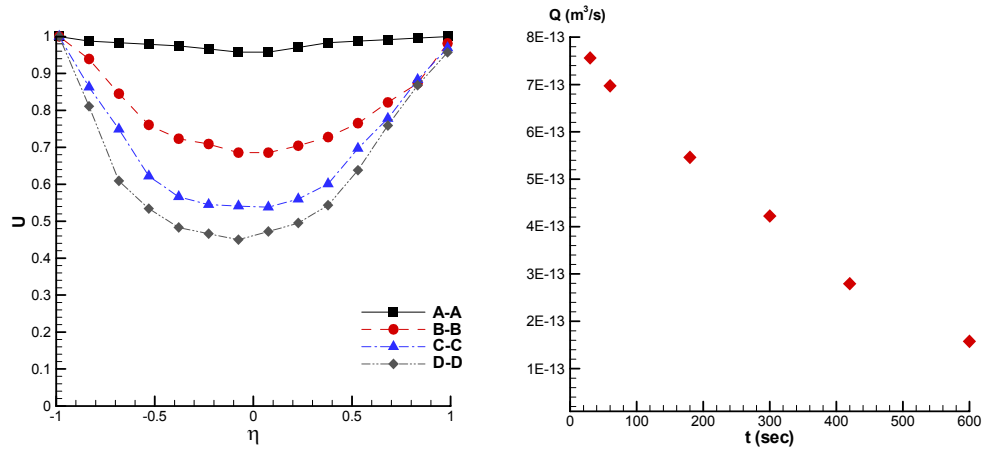 1
0.9
0.8
0.7
0.6
0.5
0.4
0.3
0.2
0.1
0
U
-1
-0.5
0
0.5
1
η
A-A
B-B
C-C
D-D
Q (m³/s)
8E-13
7E-13
6E-13
5E-13
4E-13
3E-13
2E-13
1E-13
0
100
200
300
400
500
600
t (sec)